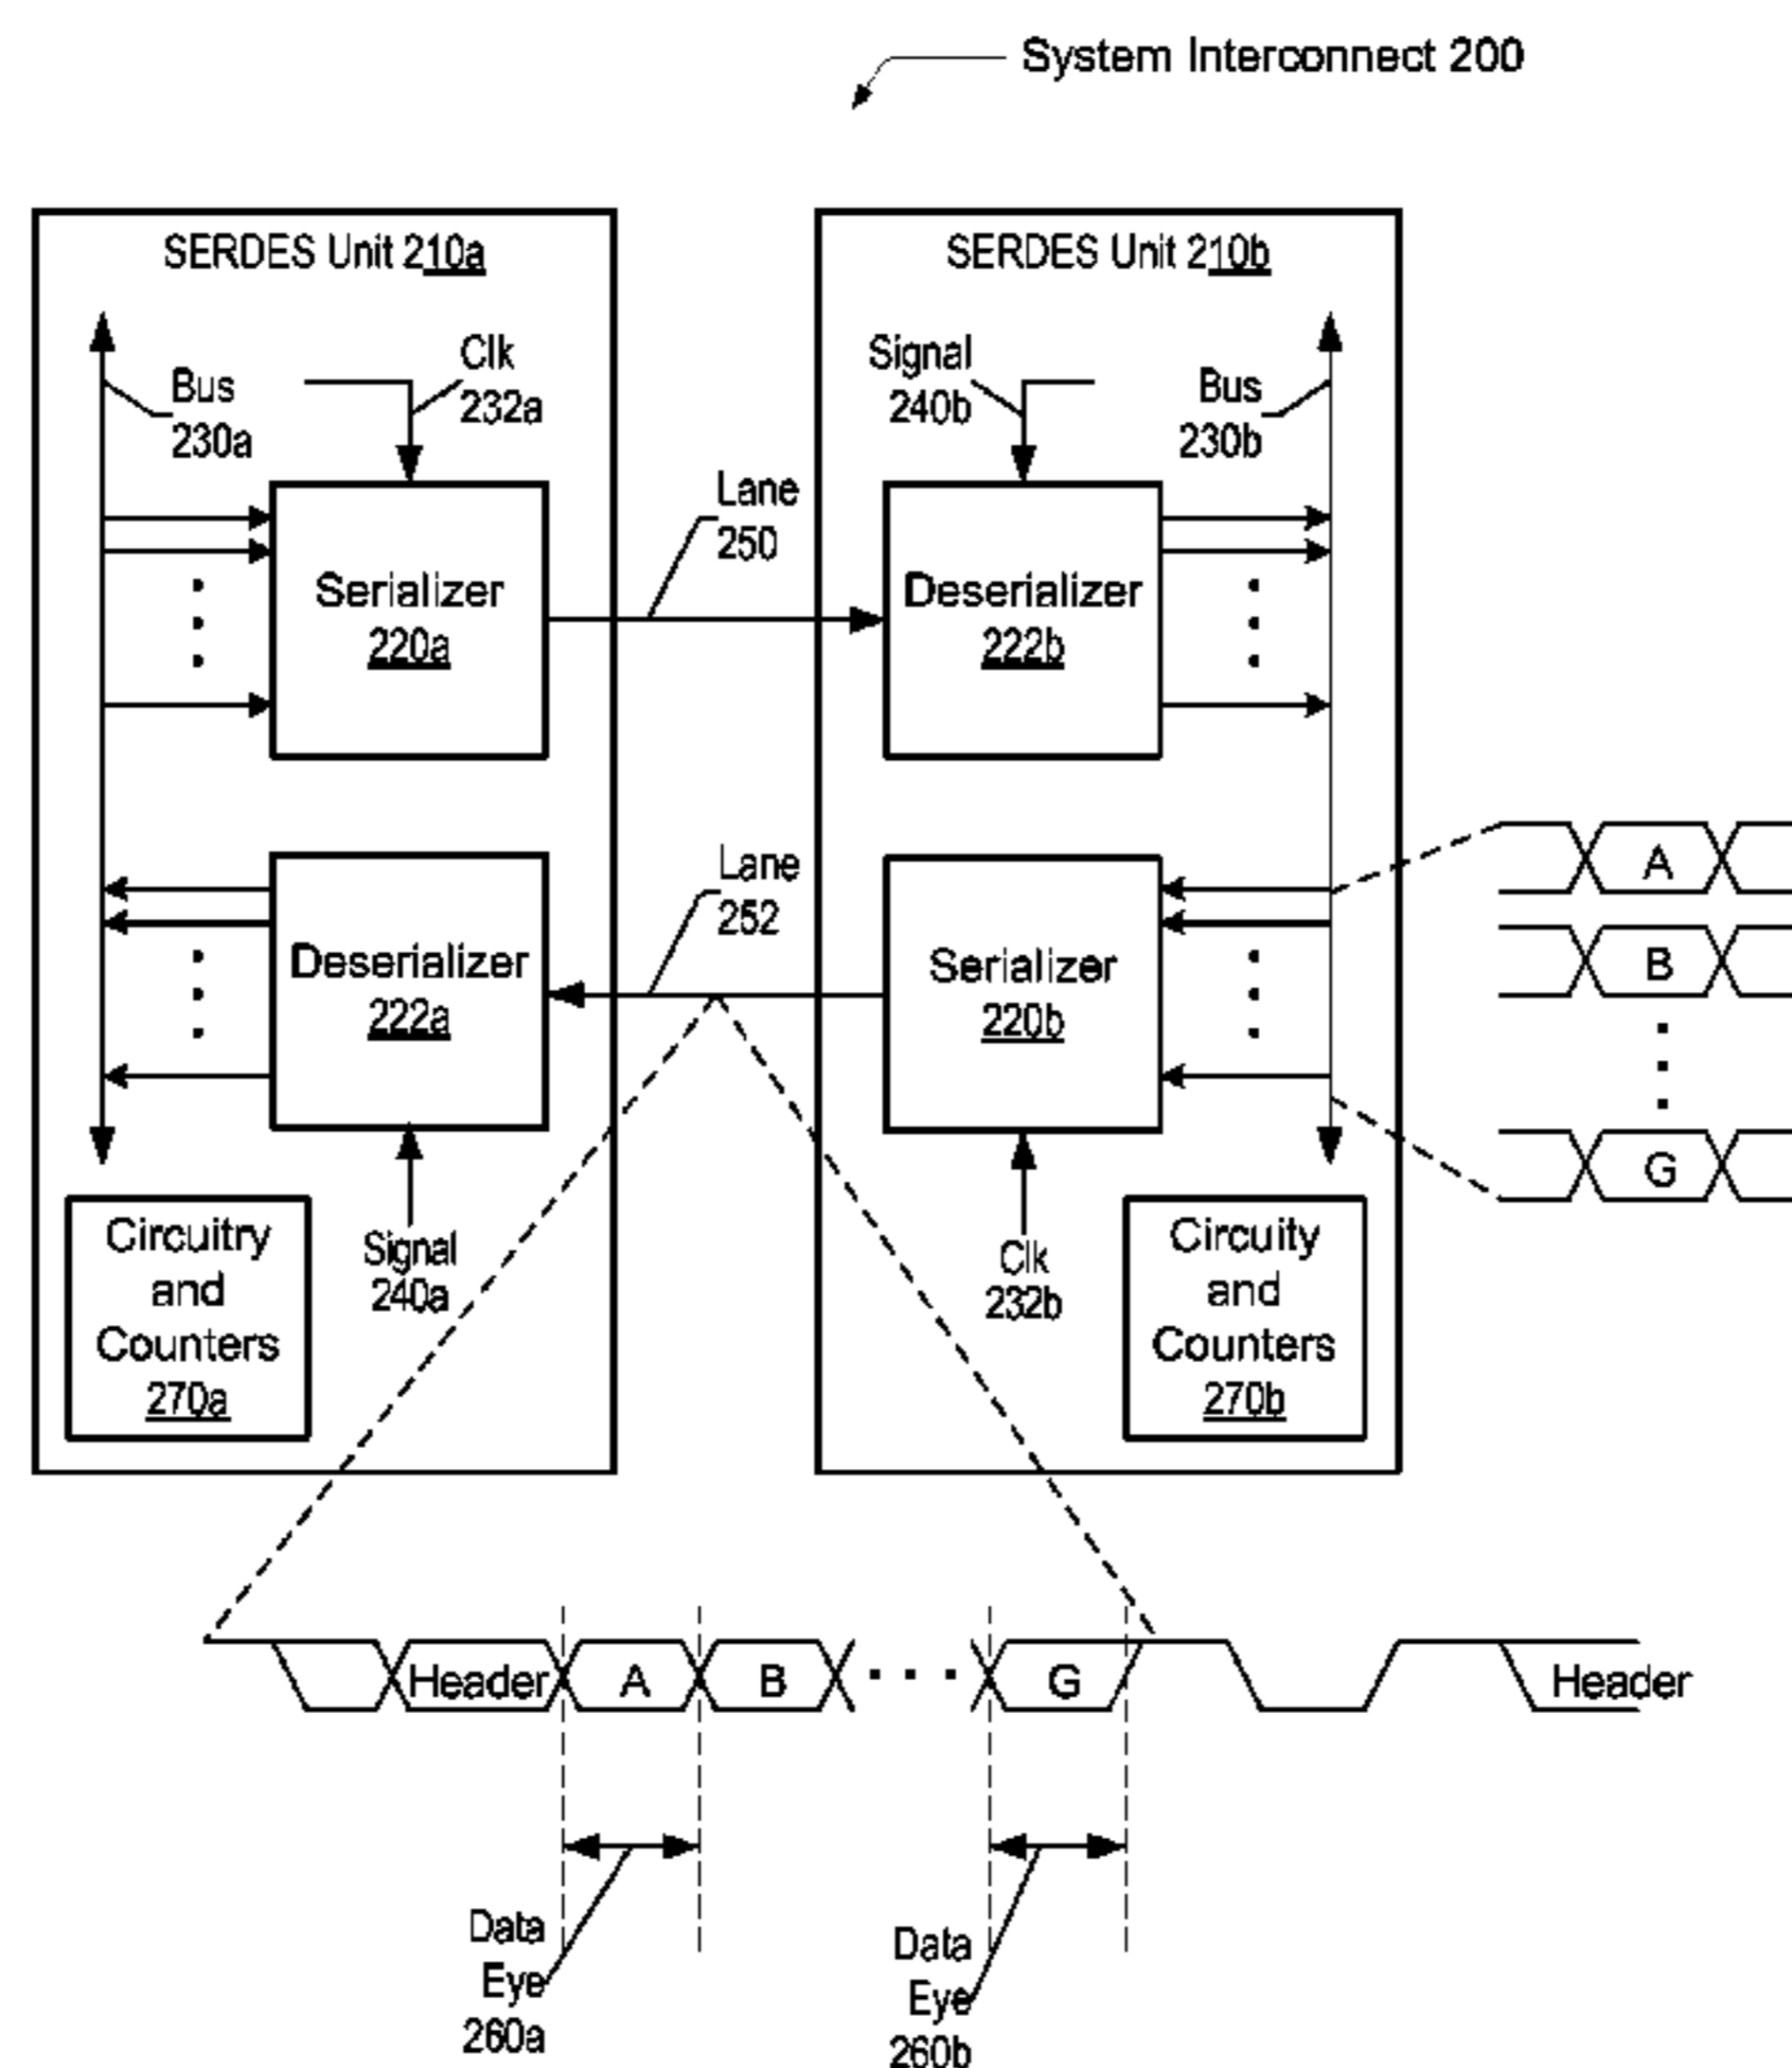 System Interconnect 200
SERDES Unit 210a
Bus
230a
Clk
232a
Serializer
220a
Lane
250
SERDES Unit 210b
Signal
240b
Bus
230b
Deserializer
222b
Deserializer
222a
Lane
252
Serializer
220b
A
B
G
Signal
240a
Clk
232b
Circuitry
and
Counters
270a
Circuity
and
Counters
270b
Header
A
B
G
Header
Data
Eye
260a
Data
Eye
260b